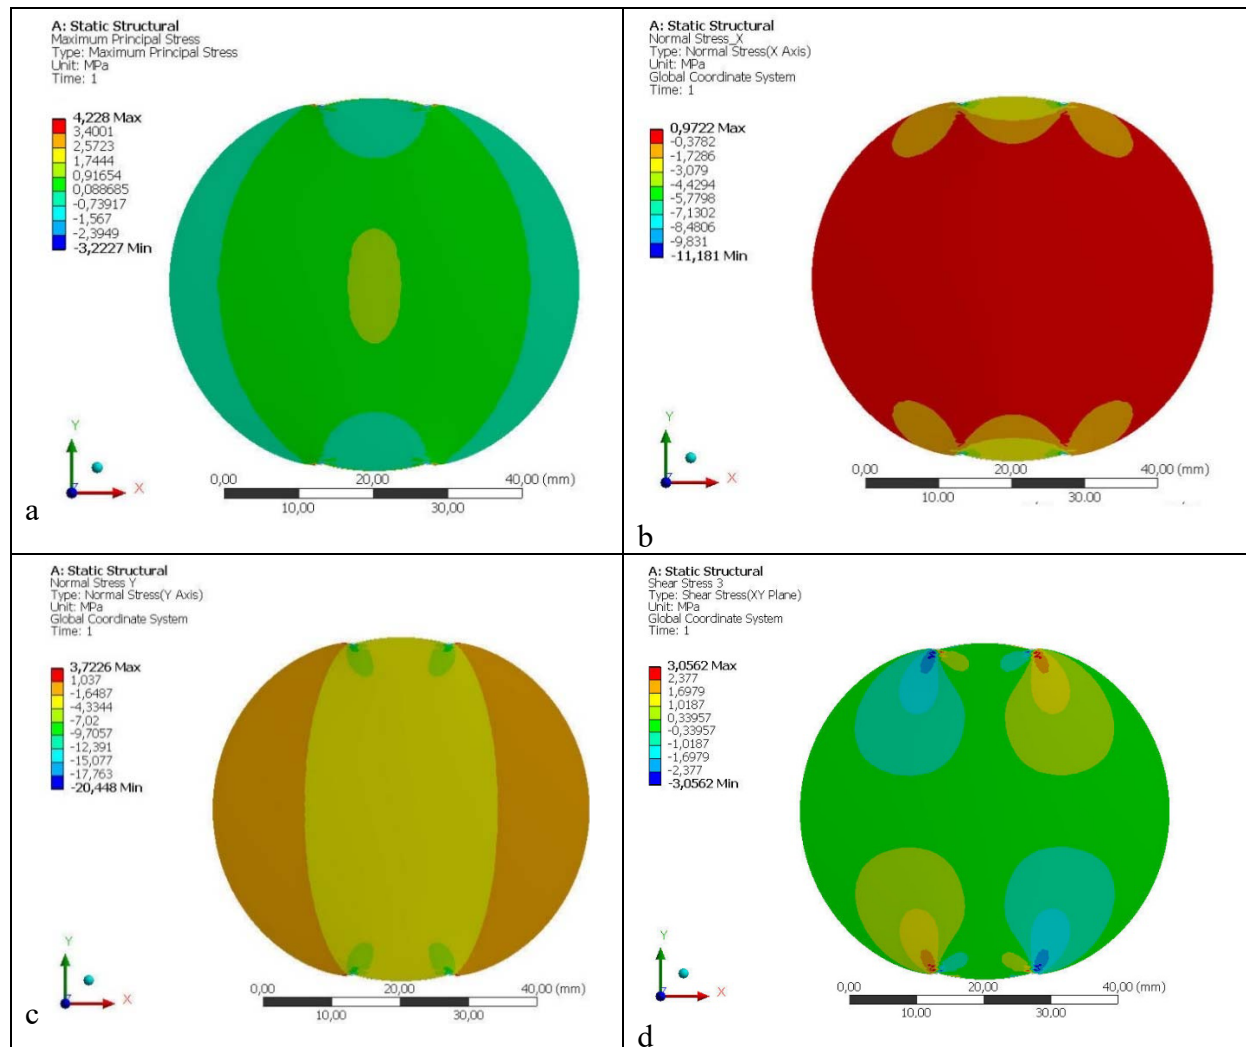 A: Static Structural
Maximum Principal Stress
Type: Maximum Principal Stress
Unit: MPa
Time: 1
4,228 Max
3,4001
2,5723
1,7444
0,91654
0,088685
-0,73917
-1,567
-2,3949
-3,2227 Min
Y
X
0,00
20,00
40,00 (mm)
10,00
30,00
a
A: Static Structural
Normal Stress_X
Type: Normal Stress(X Axis)
Unit: MPa
Global Coordinate System
Time: 1
0,9722 Max
-0,3782
-1,7286
-3,079
-4,4294
-5,7798
-7,1302
-8,4806
-9,831
-11,181 Min
Y
X
0,00
20,00
40,00 (mm)
10.00
30.00
b
A: Static Structural
Normal Stress Y
Type: Normal Stress(Y Axis)
Unit: MPa
Global Coordinate System
Time: 1
3,7226 Max
1,037
-1,6487
-4,3344
-7,02
-9,7057
-12,391
-15,077
-17,763
-20,448 Min
Y
X
0,00
20,00
40,00 (mm)
10,00
30,00
c
A: Static Structural
Shear Stress 3
Type: Shear Stress(XY Plane)
Unit: MPa
Global Coordinate System
Time: 1
3,0562 Max
2,377
1,6979
1,0187
0,33957
-0,33957
-1,0187
-1,6979
-2,377
-3,0562 Min
Y
X
0,00
20,00
40,00 (mm)
10.00
30,00
d